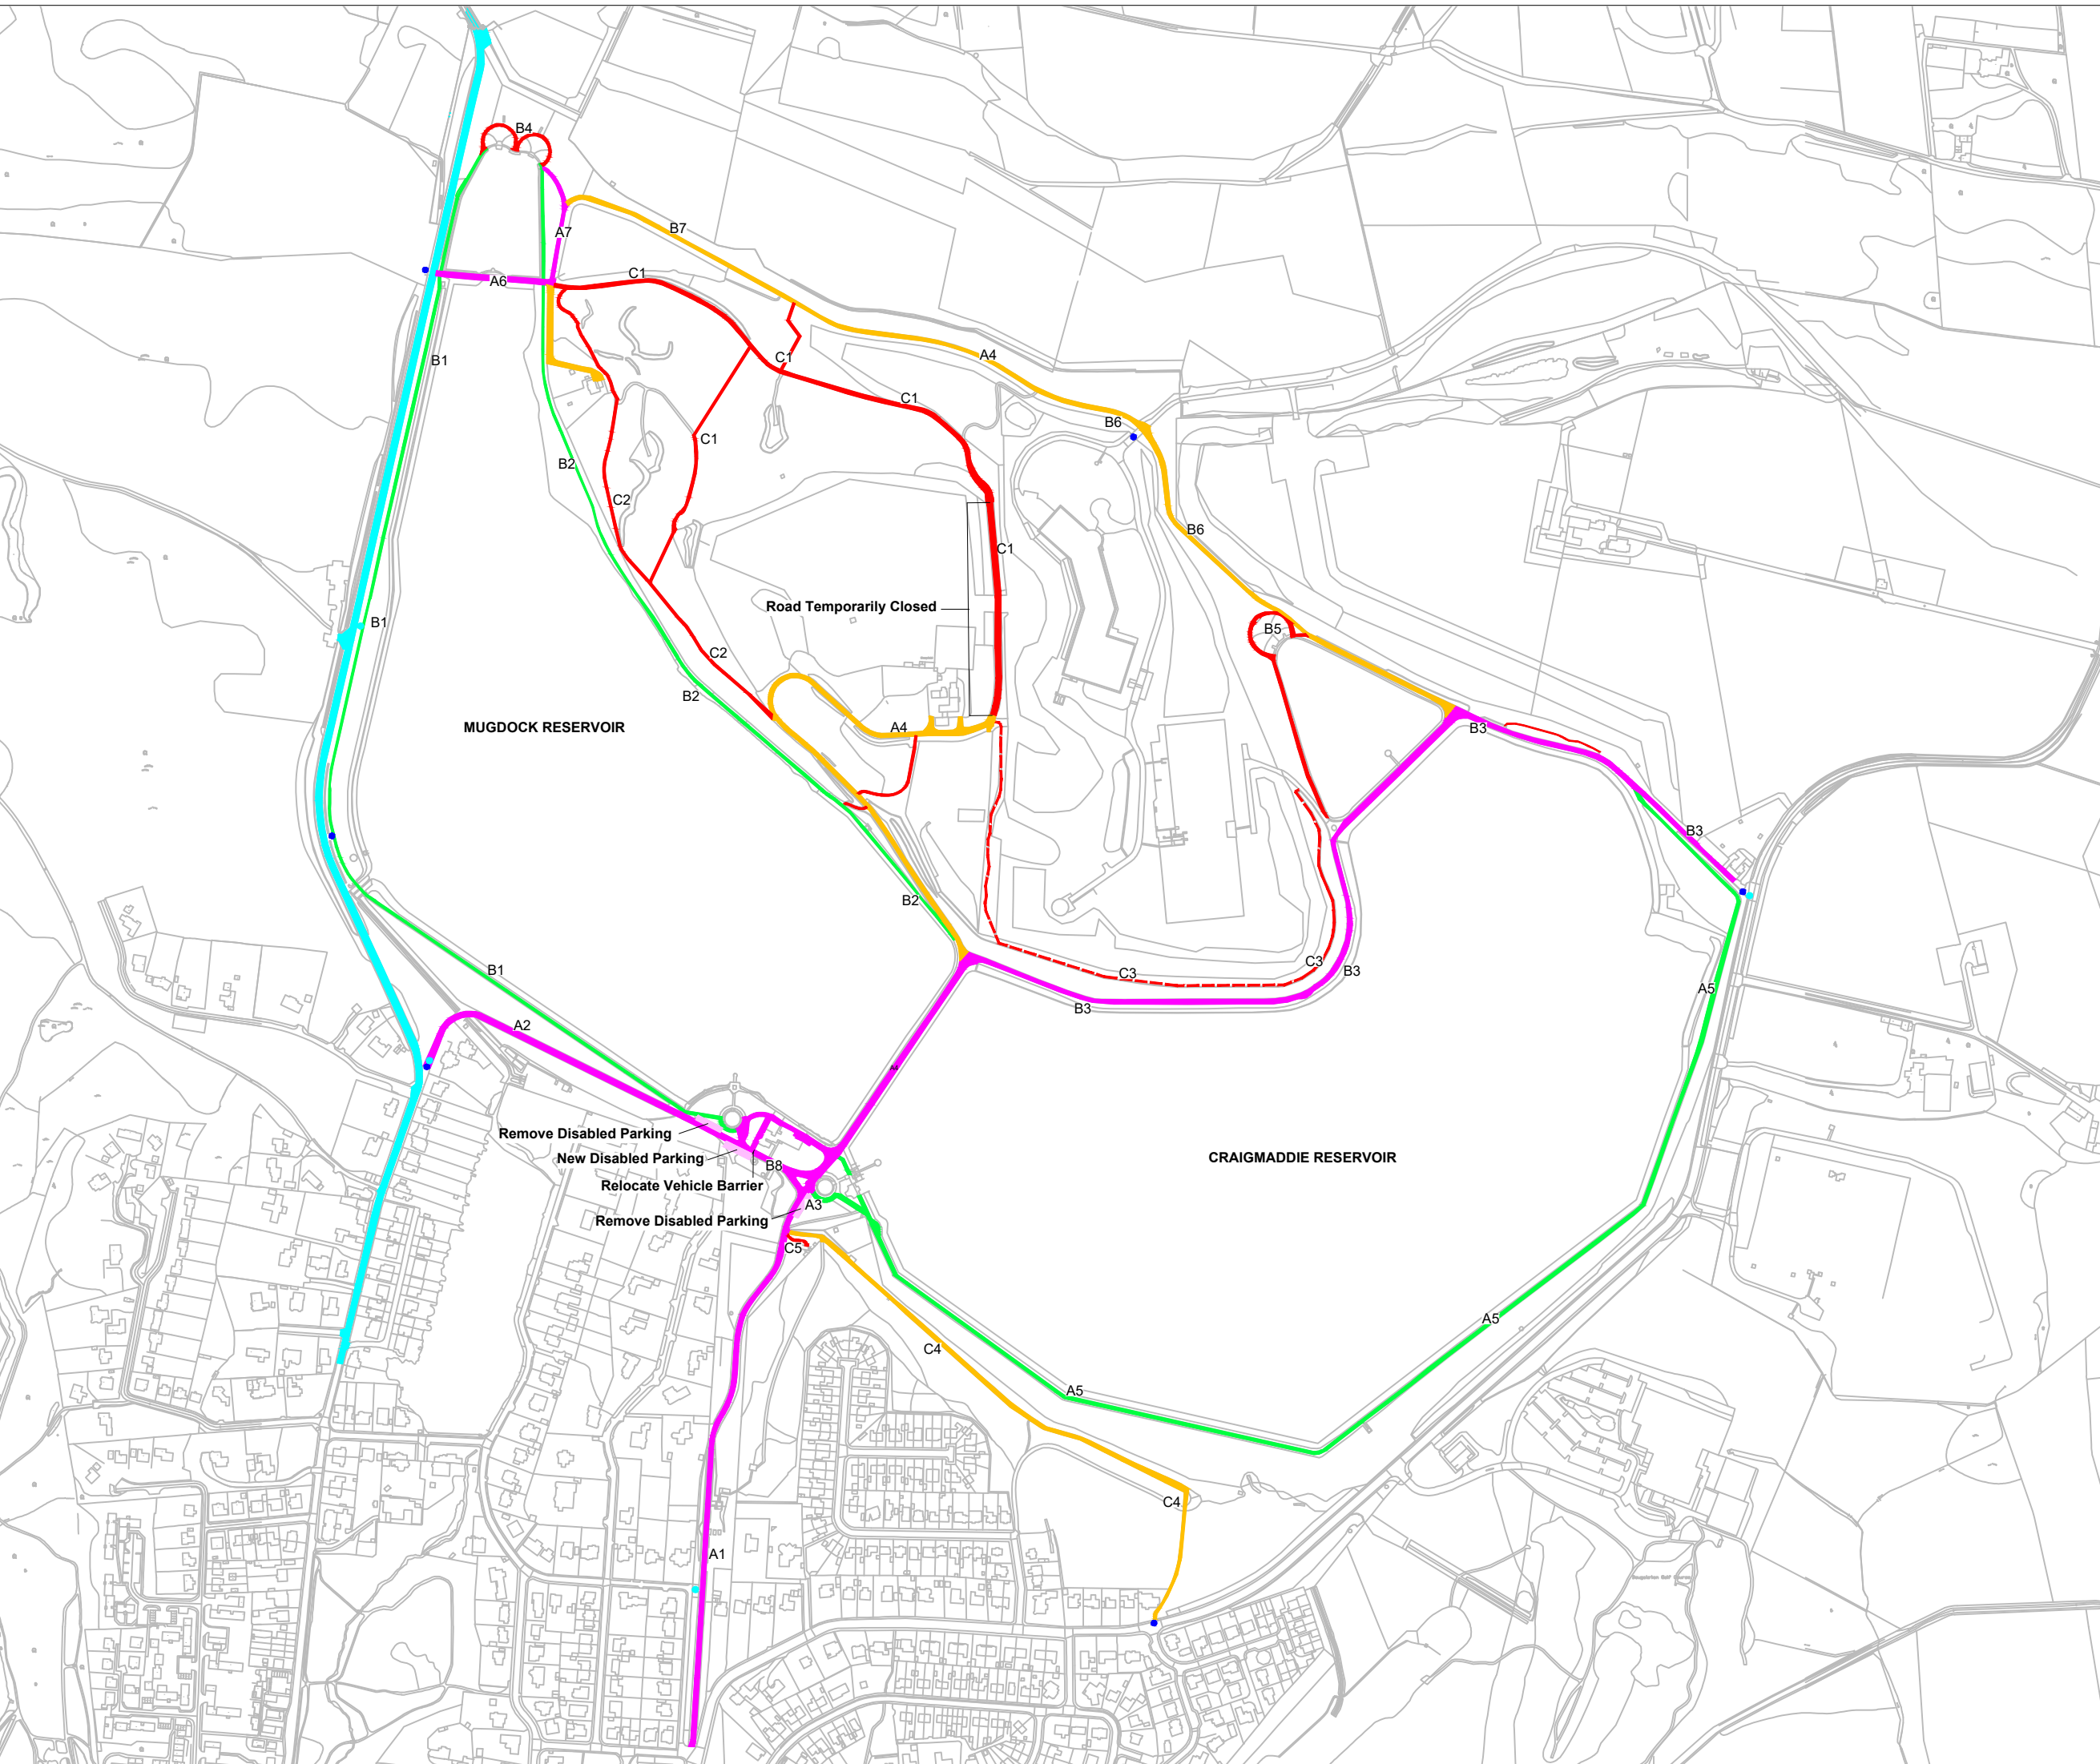 B4
B7
A7
A6
C1
B1
C1
A4
C1
B6
C1
B2
C2
B6
C1
Road Temporarily Closed
B1
B5
C2
B2
MUGDOCK RESERVOIR
A4
B3
B3
B2
B1
C3
C3
B3
B3
A5
A2
Remove Disabled Parking
New Disabled Parking
B8
Relocate Vehicle Barrier
CRAIGMADDIE RESERVOIR
A3
Remove Disabled Parking
C5
A5
C4
A5
C4
A1